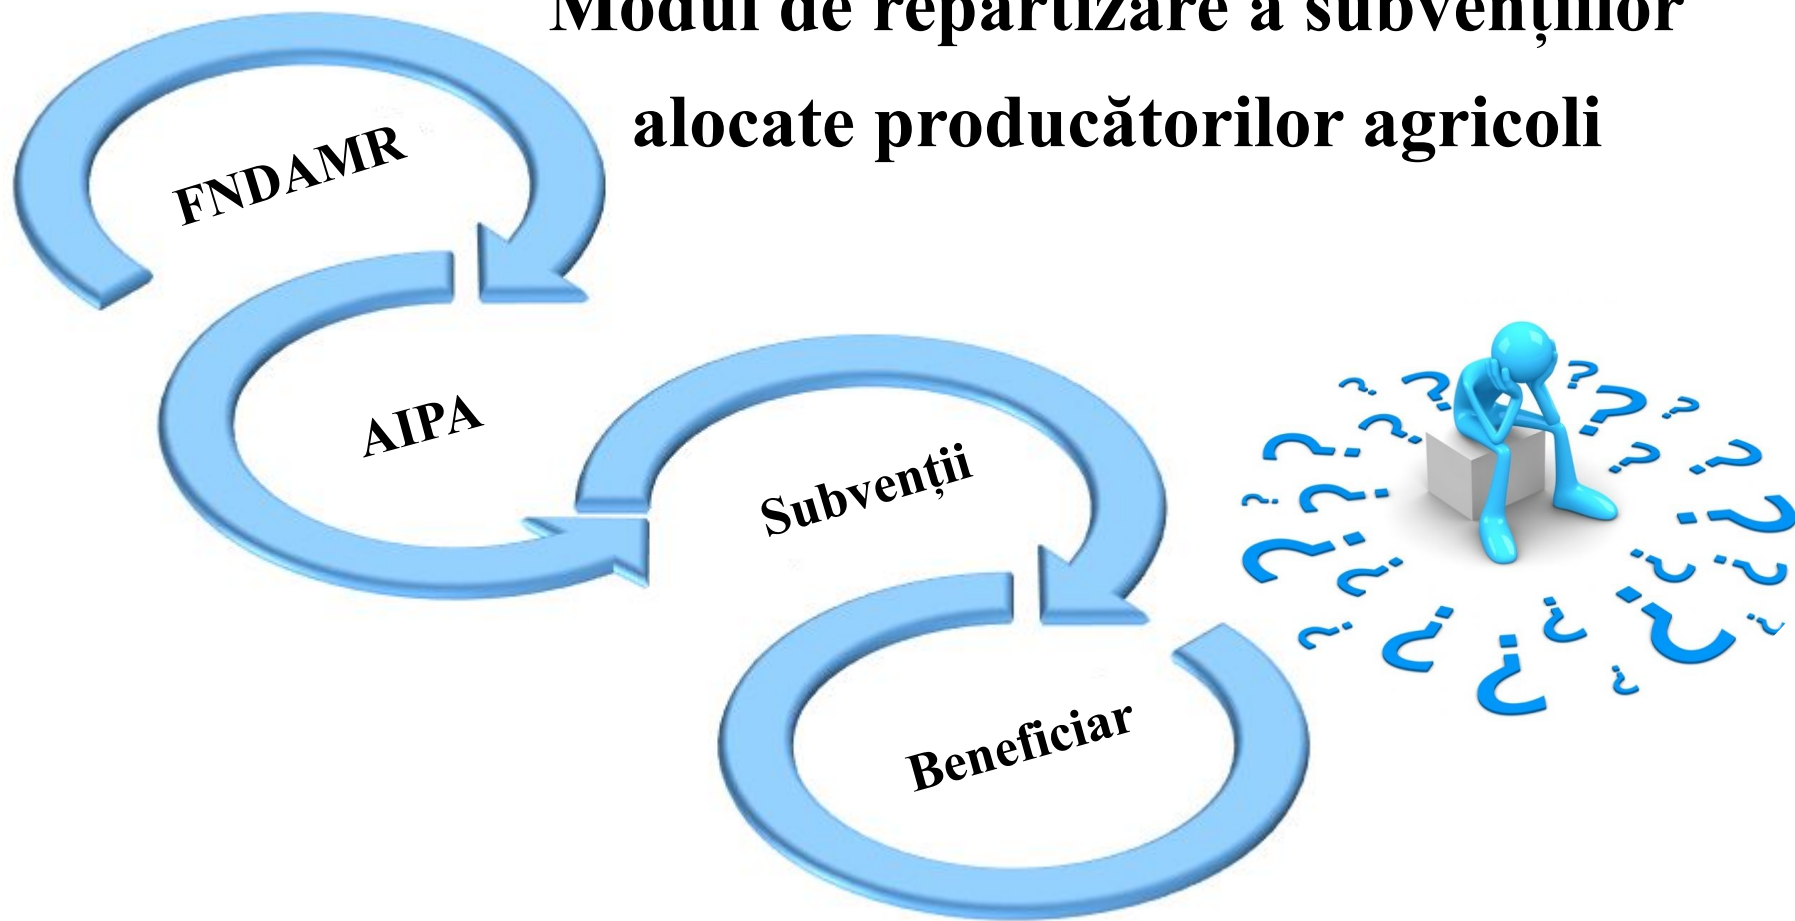 Modul de repartizare a subvențiilor
alocate producătorilor agricoli
FNDAMR
AIPA
Subvenții
Beneficiar